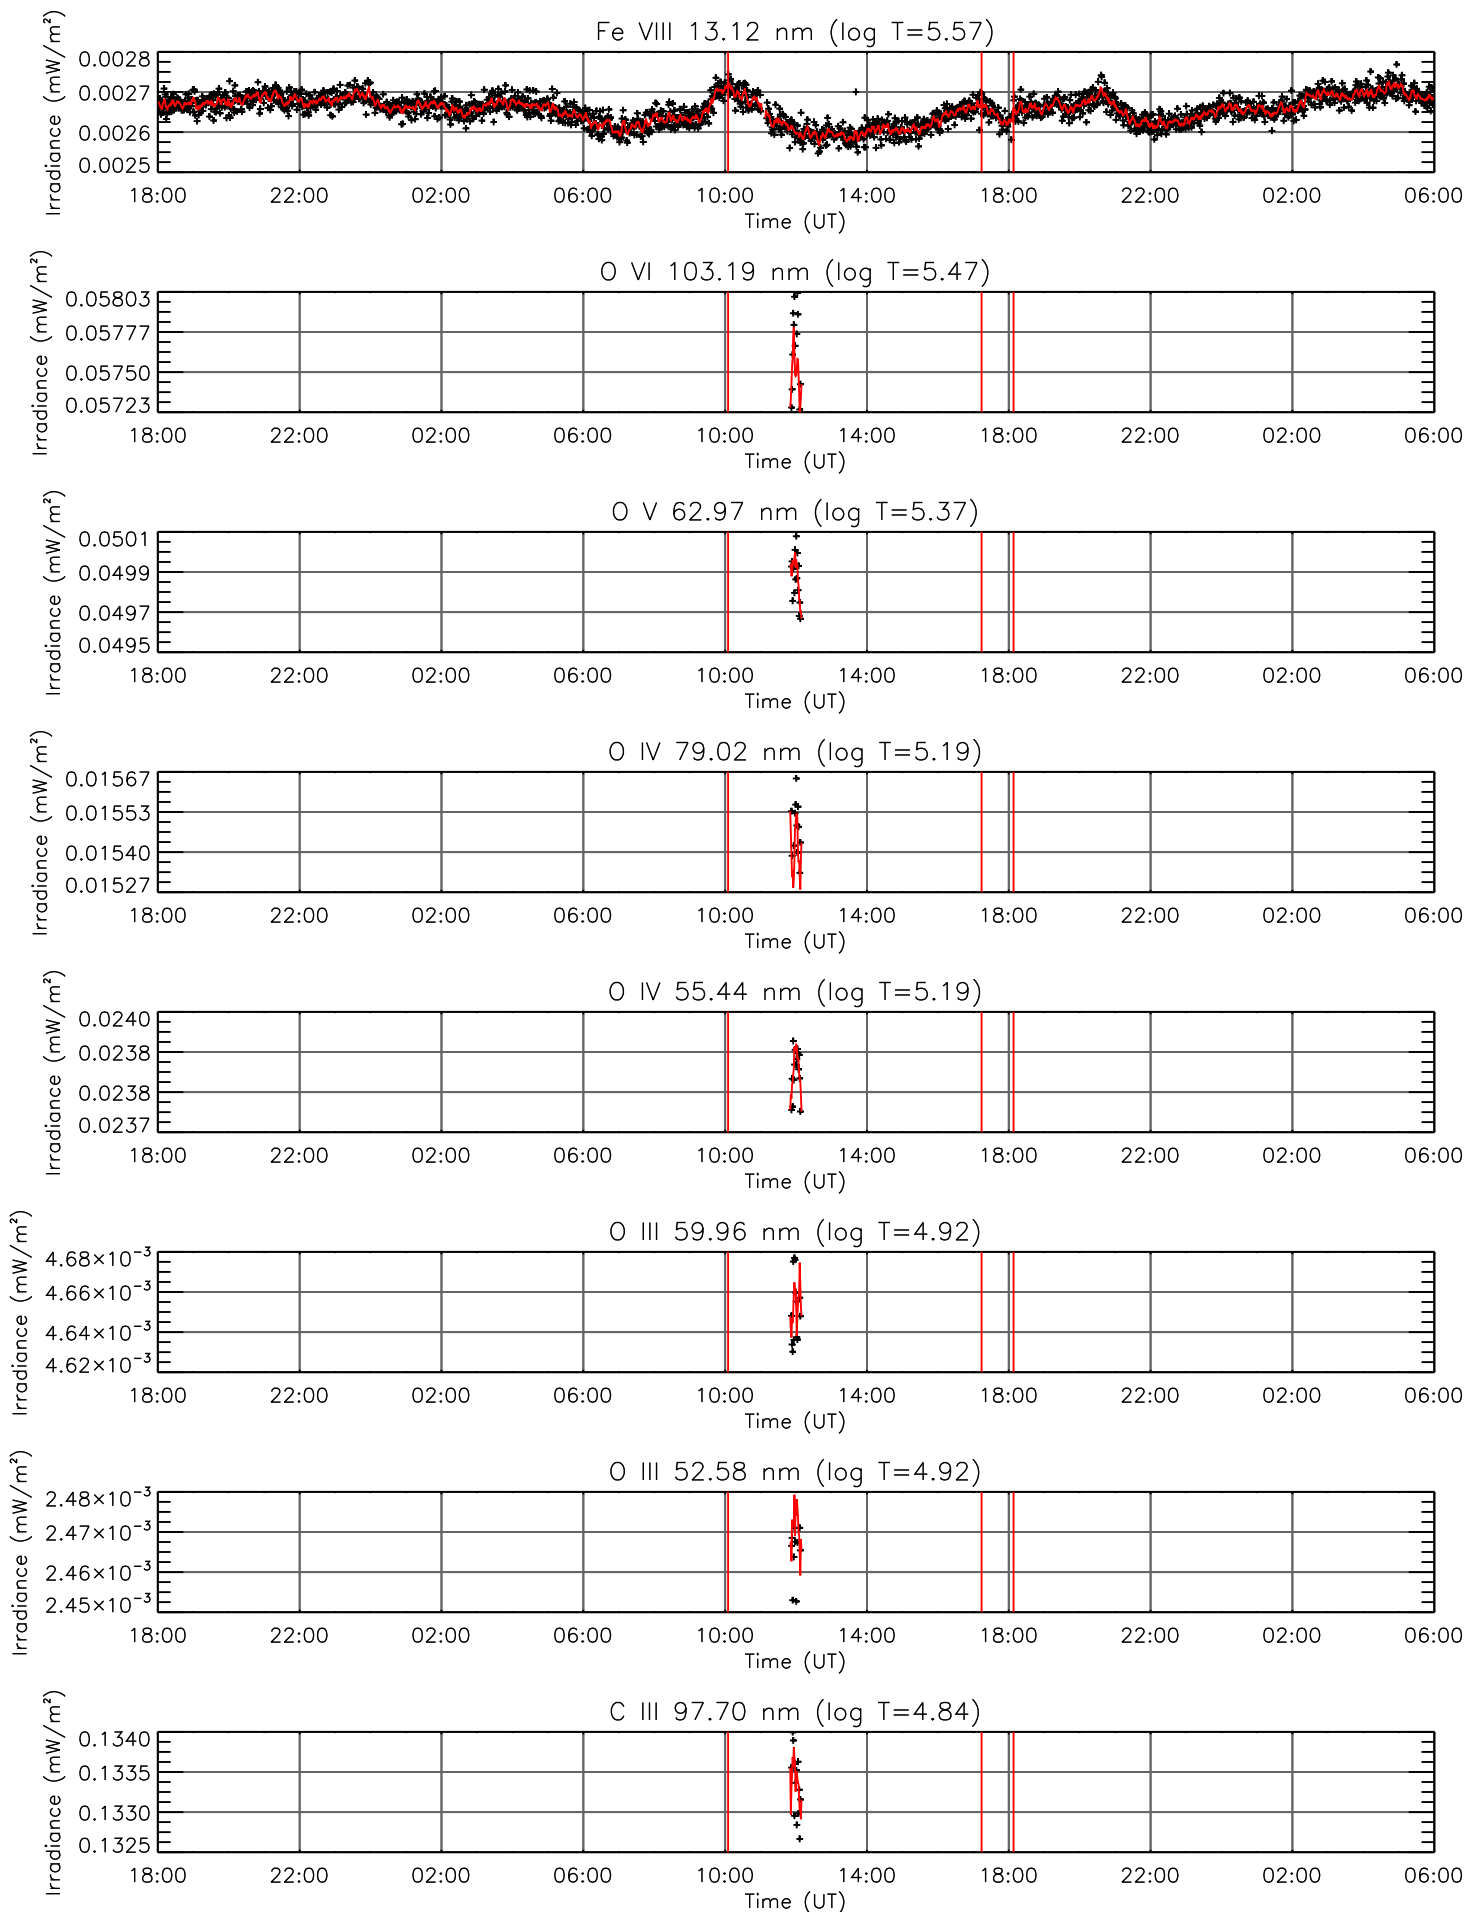 Fe VIII 13.12 nm (log T=5.57)
Irradiance (mW/m²)
0.0028
0.0027
0.0026
0.0025
18:00 22:00 02:00 06:00 10:00 14:00 18:00 22:00 02:00 06:00
Time (UT)
O VI 103.19 nm (log T=5.47)
Irradiance (mW/m²)
0.05803
0.05777
0.05750
0.05723
18:00 22:00 02:00 06:00 10:00 14:00 18:00 22:00 02:00 06:00
Time (UT)
O V 62.97 nm (log T=5.37)
Irradiance (mW/m²)
0.0501
0.0499
0.0497
0.0495
18:00 22:00 02:00 06:00 10:00 14:00 18:00 22:00 02:00 06:00
Time (UT)
O IV 79.02 nm (log T=5.19)
Irradiance (mW/m²)
0.01567
0.01553
0.01540
0.01527
18:00 22:00 02:00 06:00 10:00 14:00 18:00 22:00 02:00 06:00
Time (UT)
O IV 55.44 nm (log T=5.19)
Irradiance (mW/m²)
0.0240
0.0238
0.0238
0.0237
18:00 22:00 02:00 06:00 10:00 14:00 18:00 22:00 02:00 06:00
Time (UT)
O III 59.96 nm (log T=4.92)
Irradiance (mW/m²)
4.68×10⁻³
4.66×10⁻³
4.64×10⁻³
4.62×10⁻³
18:00 22:00 02:00 06:00 10:00 14:00 18:00 22:00 02:00 06:00
Time (UT)
O III 52.58 nm (log T=4.92)
Irradiance (mW/m²)
2.48×10⁻³
2.47×10⁻³
2.46×10⁻³
2.45×10⁻³
18:00 22:00 02:00 06:00 10:00 14:00 18:00 22:00 02:00 06:00
Time (UT)
C III 97.70 nm (log T=4.84)
Irradiance (mW/m²)
0.1340
0.1335
0.1330
0.1325
18:00 22:00 02:00 06:00 10:00 14:00 18:00 22:00 02:00 06:00
Time (UT)